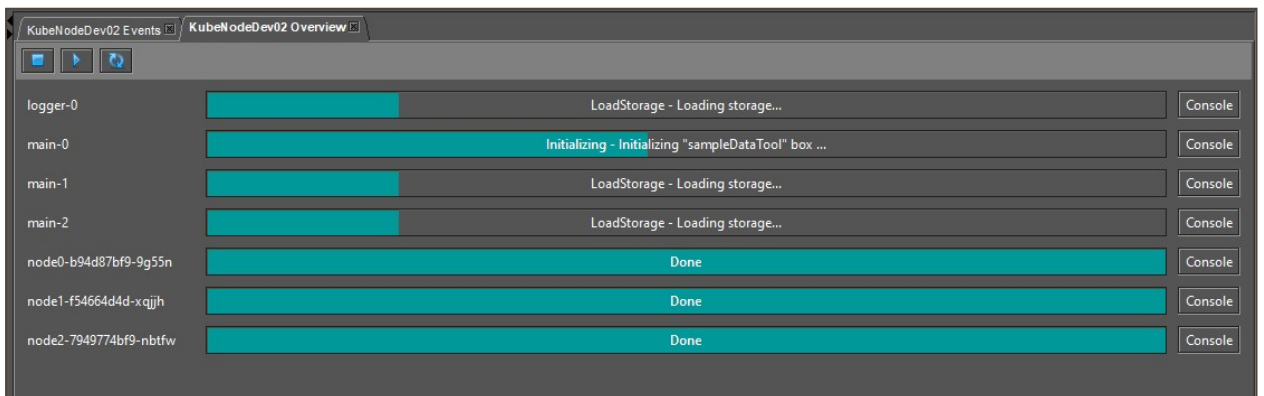 KubeNodeDev02 Events KubeNodeDev02 Overview
logger-0 LoadStorage - Loading storage... Console
main-0 Initializing - Initializing "sampleDataTool" box ... Console
main-1 LoadStorage - Loading storage... Console
main-2 LoadStorage - Loading storage... Console
node0-b94d87bf9-9g55n Done Console
node1-f54664d4d-xqjjh Done Console
node2-7949774bf9-nbtfw Done Console